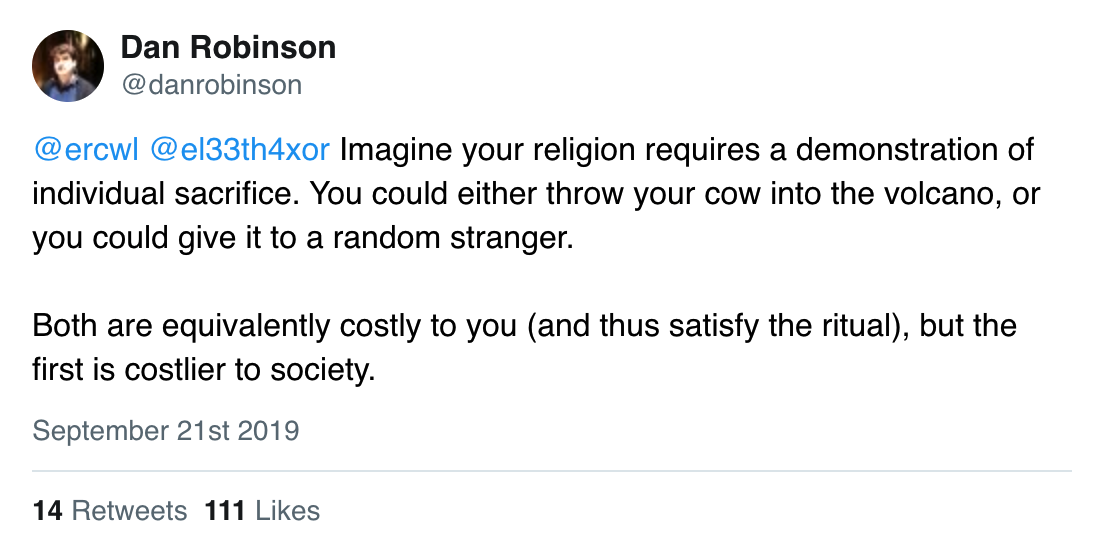 Dan Robinson
@danrobinson
@ercwl @el33th4xor Imagine your religion requires a demonstration of
individual sacrifice. You could either throw your cow into the volcano, or
you could give it to a random stranger.
Both are equivalently costly to you (and thus satisfy the ritual), but the
first is costlier to society.
September 21st 2019
14 Retweets 111 Likes